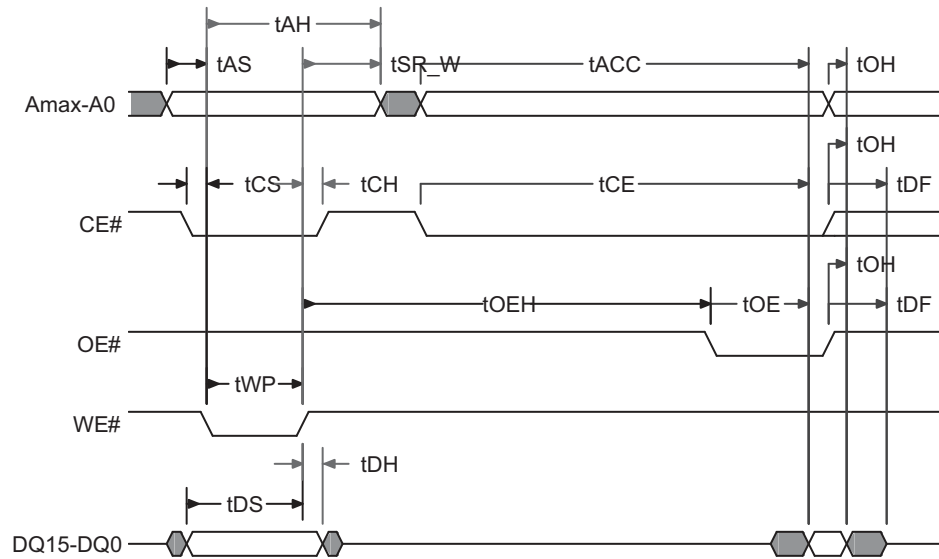 tAH
tAS tSR_W tACC tOH
Amax-A0
tOH
tCS tCH tCE tDF
CE#
tOH
tOEH tOE tDF
OE#
tWP
WE#
tDH
tDS
DQ15-DQ0